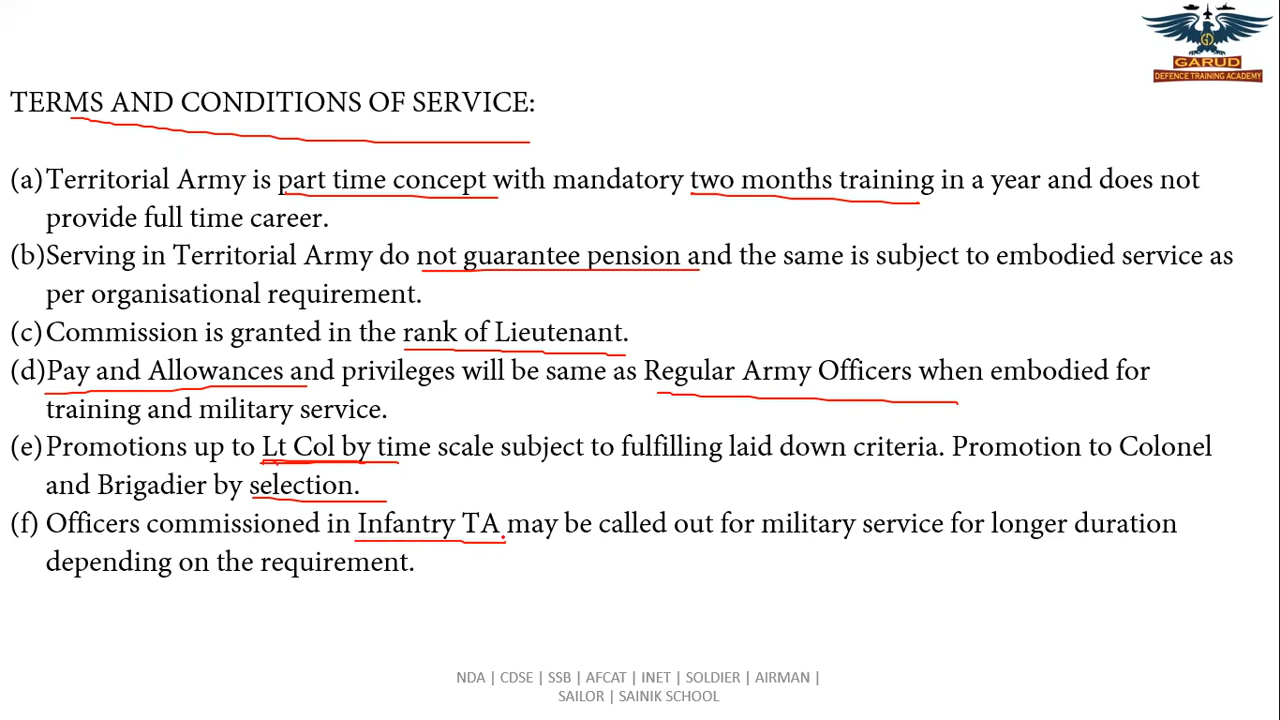 GARUD
DEFENCE TRAINING ACADEMY
TERMS AND CONDITIONS OF SERVICE:
(a) Territorial Army is part time concept with mandatory two months training in a year and does not
provide full time career.
(b) Serving in Territorial Army do not guarantee pension and the same is subject to embodied service as
per organisational requirement.
(c) Commission is granted in the rank of Lieutenant.
(d) Pay and Allowances and privileges will be same as Regular Army Officers when embodied for
training and military service.
(e) Promotions up to Lt Col by time scale subject to fulfilling laid down criteria. Promotion to Colonel
and Brigadier by selection.
(f) Officers commissioned in Infantry TA may be called out for military service for longer duration
depending on the requirement.
NDA | CDSE | SSB | AFCAT | INET | SOLDIER | AIRMAN |
SAILOR | SAINIK SCHOOL